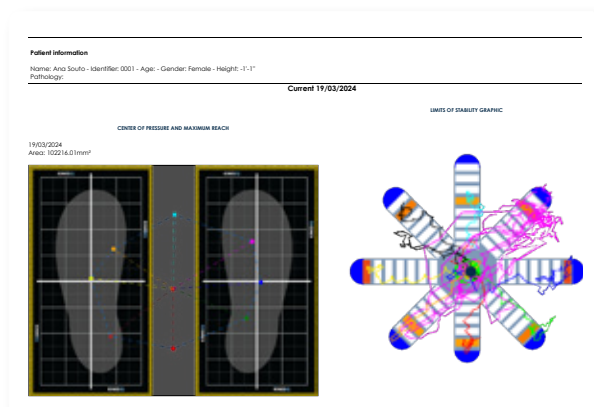 Patient information
Name: Ana Souto - Identifier: 0001 - Age: - Gender: Female - Height: -1'-1"
Pathology:
Current 19/03/2024
LIMITS OF STABILITY GRAPHIC
CENTER OF PRESSURE AND MAXIMUM REACH
19/03/2024
Area: 102216.01mm²